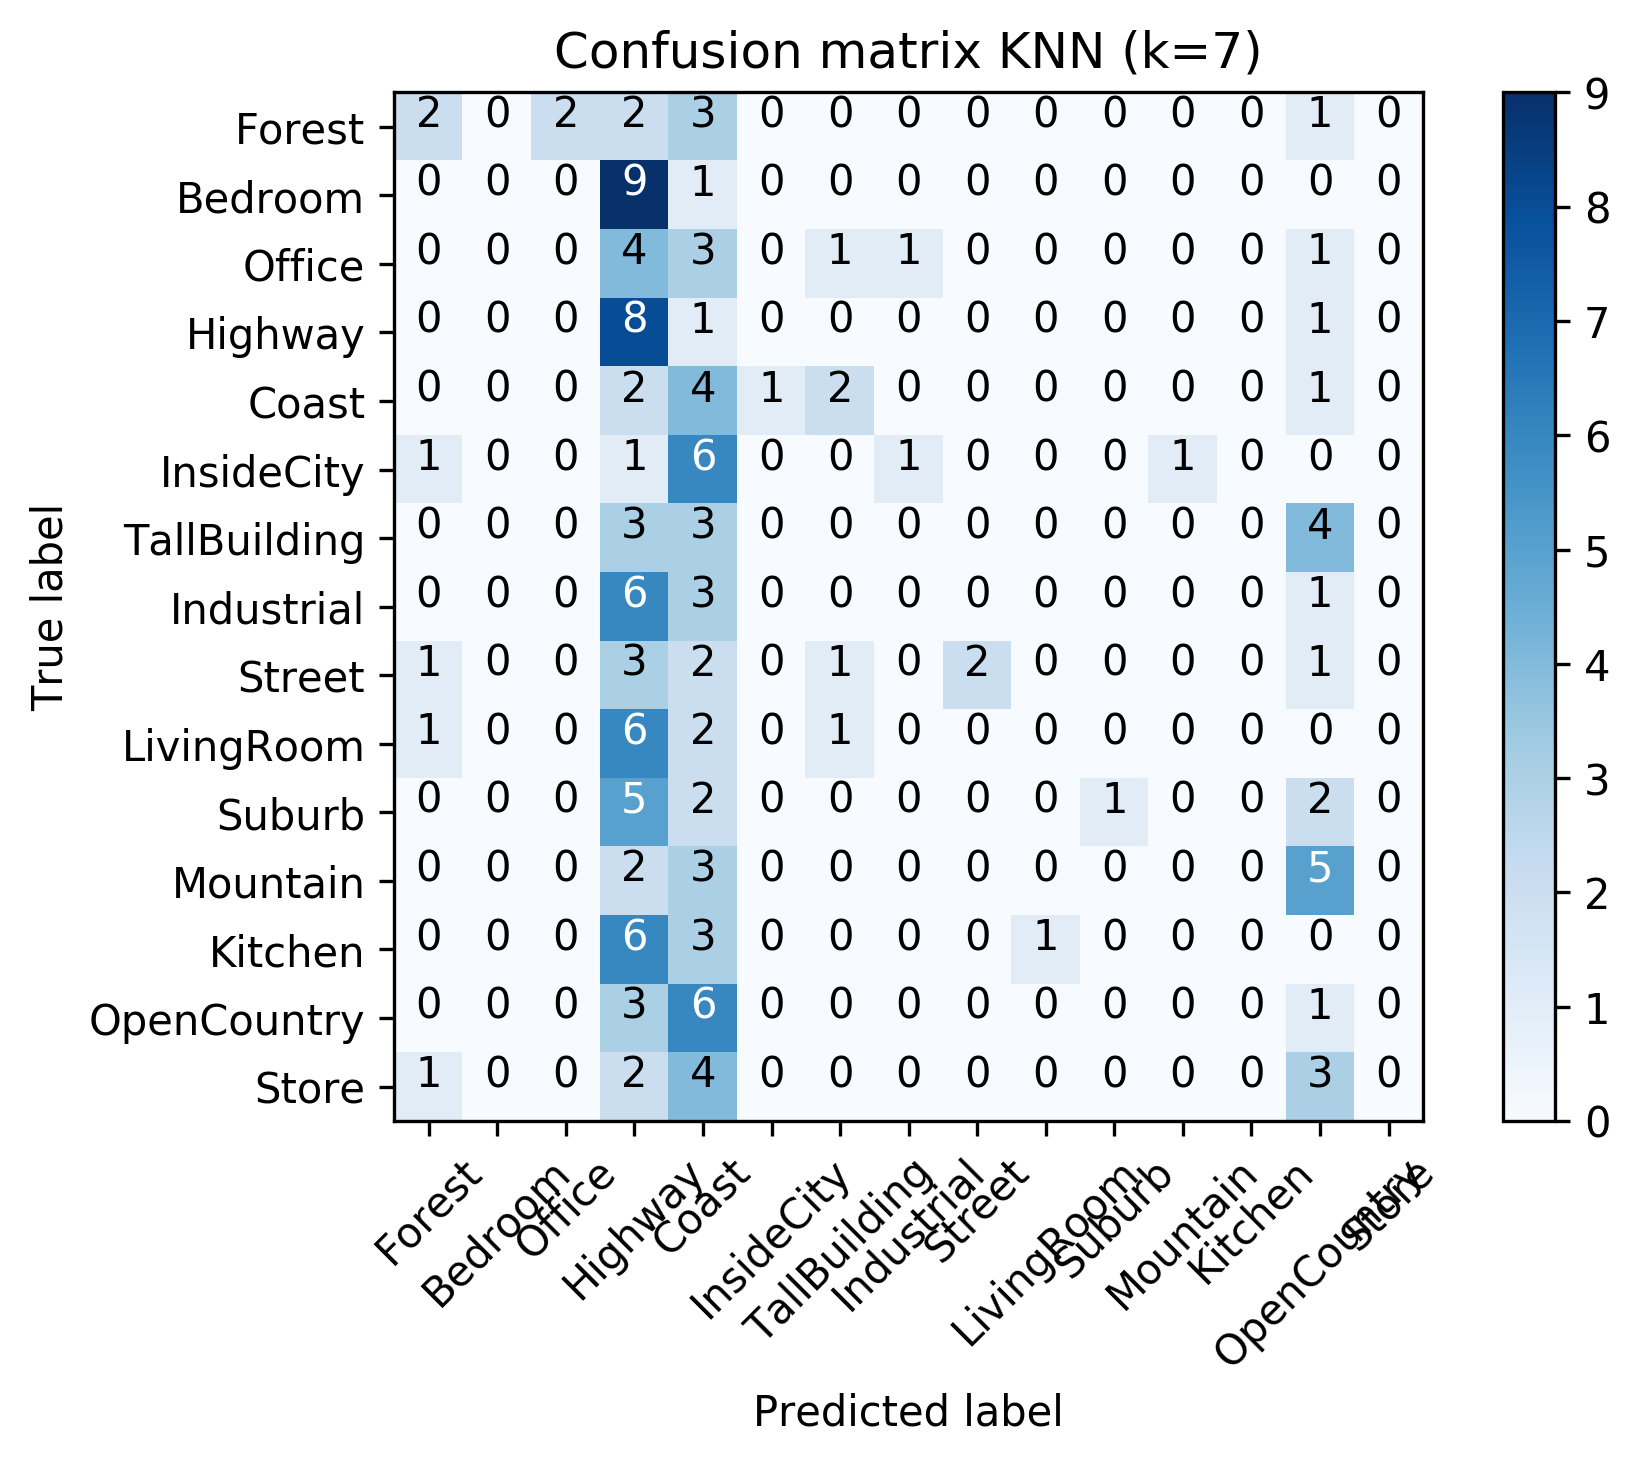 Confusion matrix KNN (k=7)
True label
Forest 2 0 2 2 3 0 0 0 0 0 0 0 0 1 0
Bedroom 0 0 0 9 1 0 0 0 0 0 0 0 0 0 0
Office 0 0 0 4 3 0 1 1 0 0 0 0 0 1 0
Highway 0 0 0 8 1 0 0 0 0 0 0 0 0 1 0
Coast 0 0 0 2 4 1 2 0 0 0 0 0 0 1 0
InsideCity 1 0 0 1 6 0 0 1 0 0 0 1 0 0 0
TallBuilding 0 0 0 3 3 0 0 0 0 0 0 0 0 4 0
Industrial 0 0 0 6 3 0 0 0 0 0 0 0 0 1 0
Street 1 0 0 3 2 0 1 0 2 0 0 0 0 1 0
LivingRoom 1 0 0 6 2 0 1 0 0 0 0 0 0 0 0
Suburb 0 0 0 5 2 0 0 0 0 0 1 0 0 2 0
Mountain 0 0 0 2 3 0 0 0 0 0 0 0 0 5 0
Kitchen 0 0 0 6 3 0 0 0 0 1 0 0 0 0 0
OpenCountry 0 0 0 3 6 0 0 0 0 0 0 0 0 1 0
Store 1 0 0 2 4 0 0 0 0 0 0 0 0 3 0
Forest
Bedroom
Office
Highway
Coast
InsideCity
TallBuilding
Industrial
Street
LivingRoom
Suburb
Mountain
Kitchen
OpenCountry
Store
Predicted label
9
8
7
6
5
4
3
2
1
0